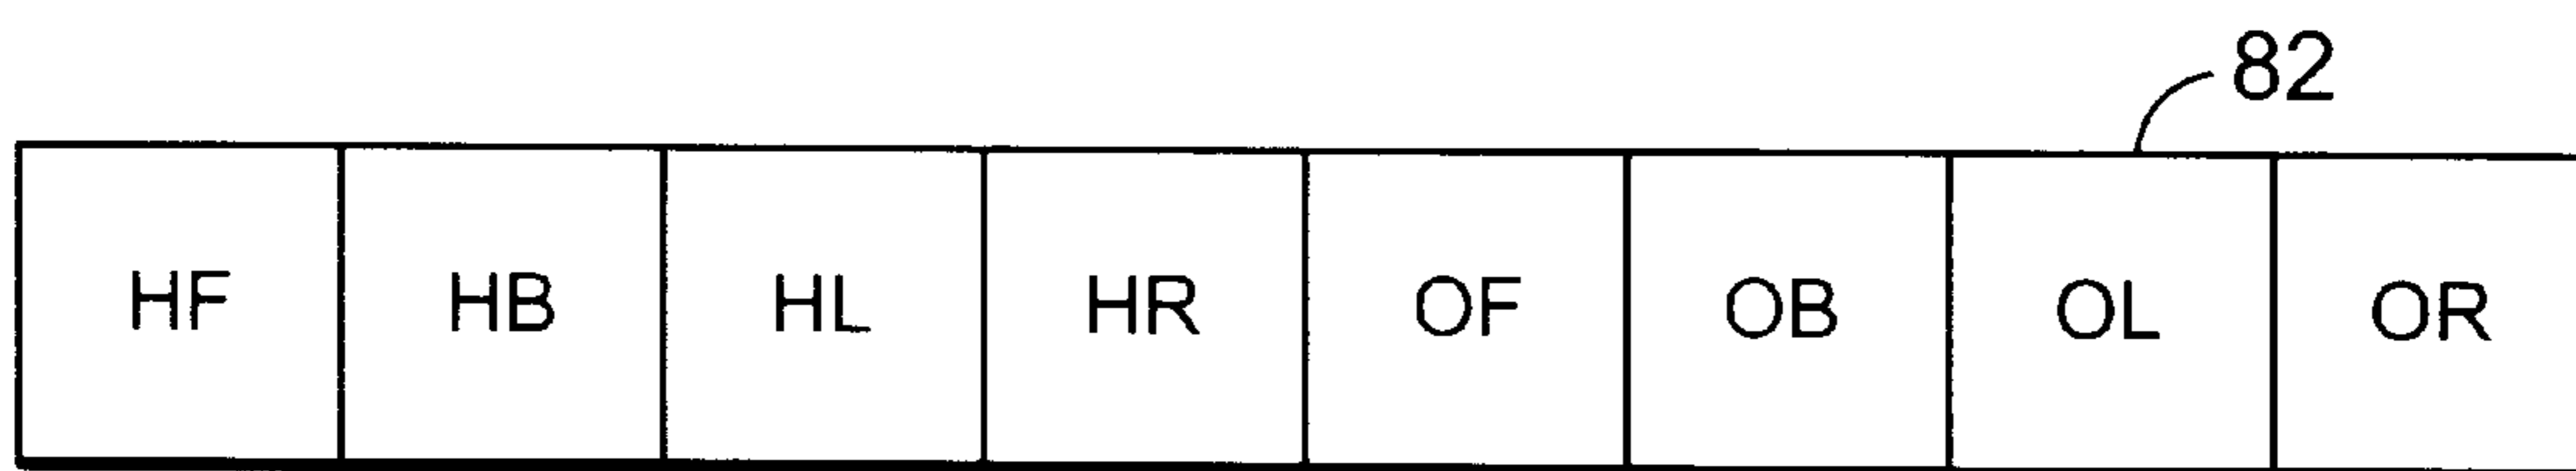 82
HF HB HL HR OF OB OL OR